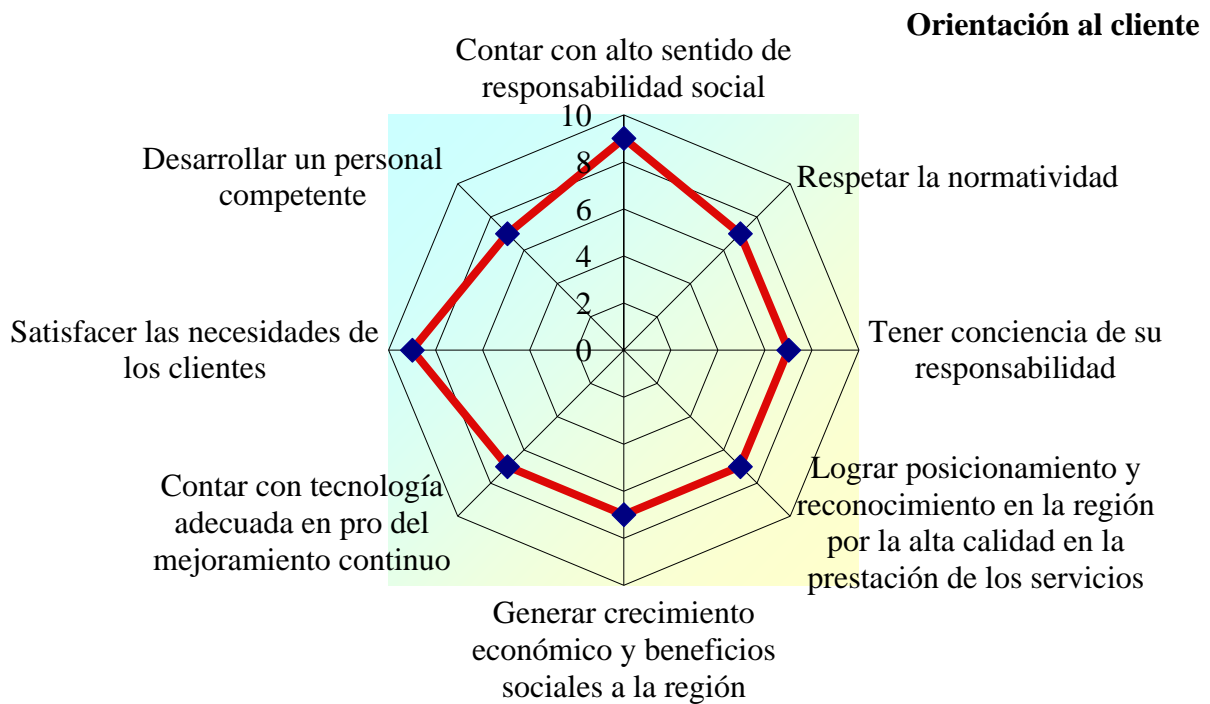 Orientación al cliente
Contar con alto sentido de
responsabilidad social
10
8
6
4
2
0
Respetar la normatividad
Tener conciencia de su
responsabilidad
Lograr posicionamiento y
reconocimiento en la región
por la alta calidad en la
prestación de los servicios
Generar crecimiento
económico y beneficios
sociales a la región
Contar con tecnología
adecuada en pro del
mejoramiento continuo
Satisfacer las necesidades de
los clientes
Desarrollar un personal
competente